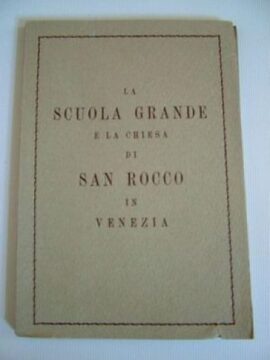 LA
SCUOLA GRANDE
E LA CHIESA
DI
SAN ROCCO
IN
VENEZIA